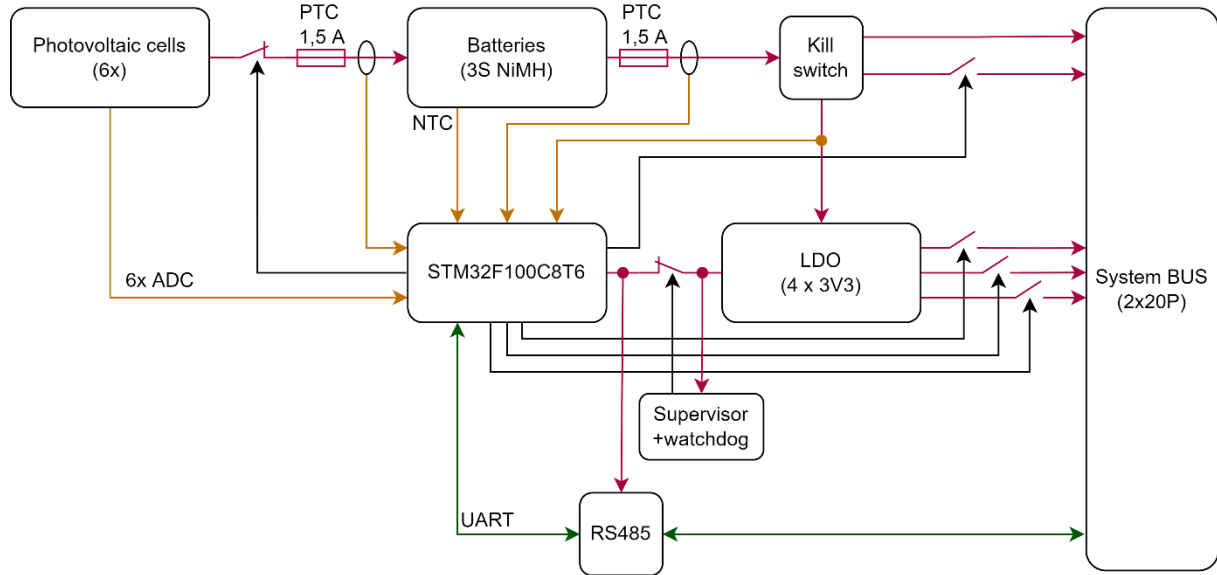 Photovoltaic cells
(6x)
PTC
1,5 A
Batteries
(3S NiMH)
PTC
1,5 A
Kill
switch
NTC
6x ADC
STM32F100C8T6
LDO
(4 x 3V3)
System BUS
(2x20P)
Supervisor
+watchdog
UART
RS485